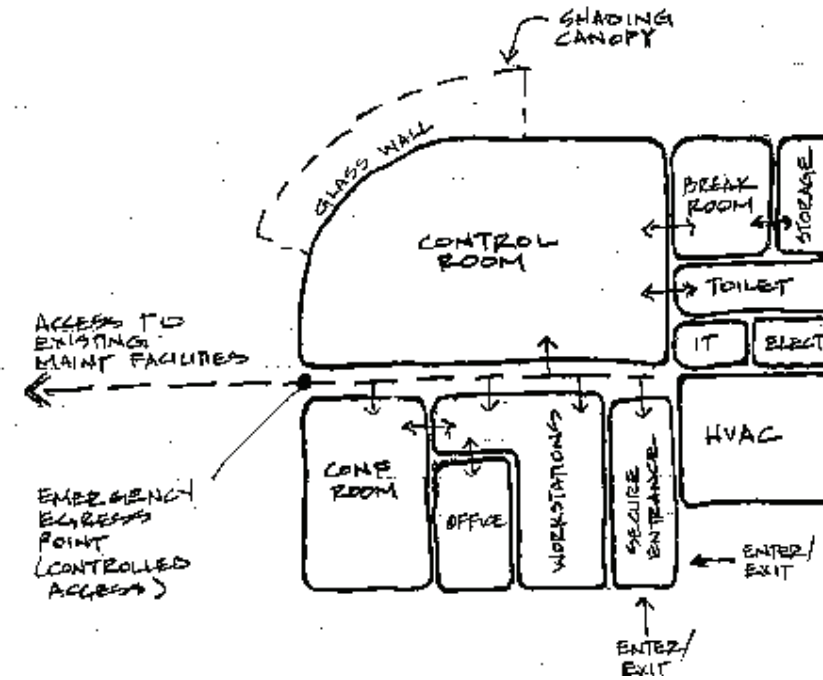 SHADING
CANOPY
GLASS WALL
BREAK
ROOM
STORAGE
CONTROL
ROOM
TOILET
ACCESS TO
EXISTING
MAINT FACILITIES
IT
ELECT
HVAC
CONF
ROOM
OFFICE
WORKSTATIONS
SECURE
ENTRANCE
EMERGENCY
EGRESS
POINT
(CONTROLLED
ACCESS)
ENTER/
EXIT
ENTER/
EXIT